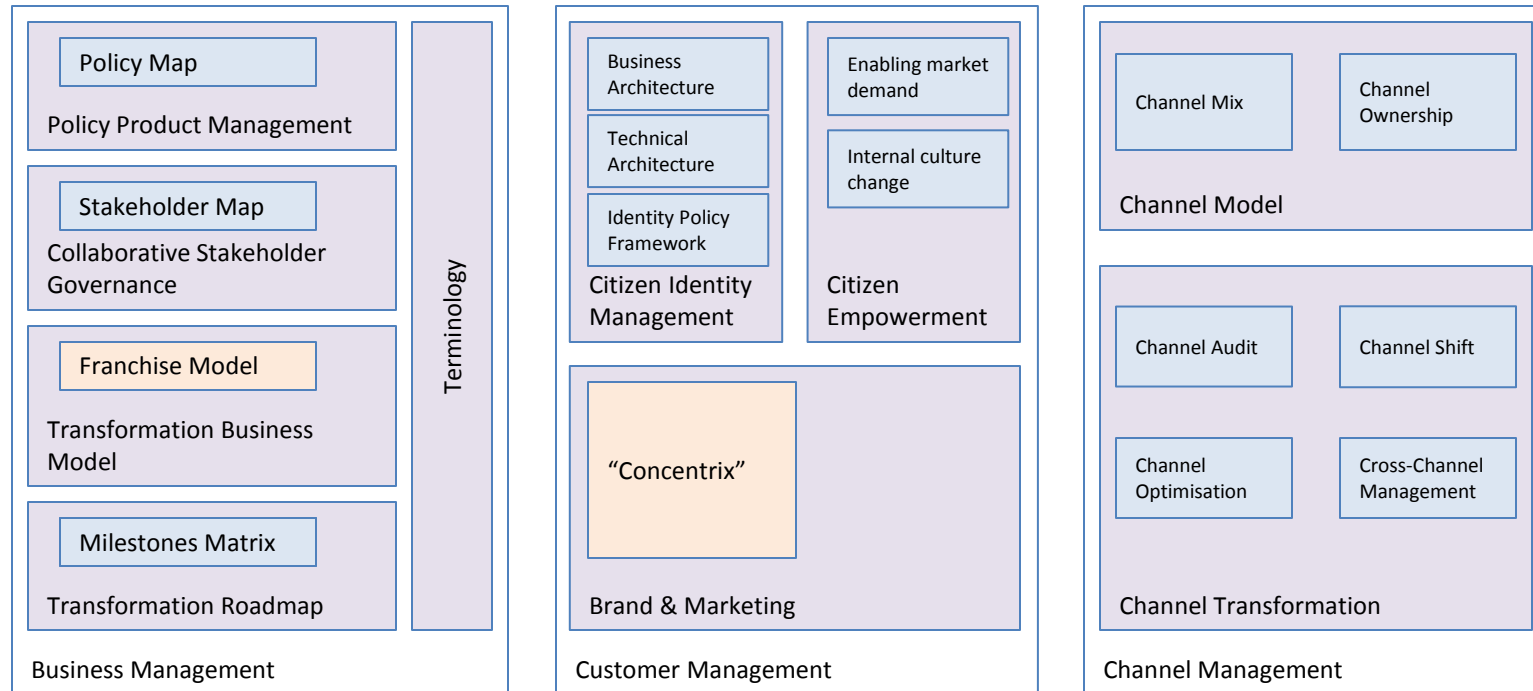 Policy Map
Policy Product Management
Stakeholder Map
Collaborative Stakeholder
Governance
Franchise Model
Transformation Business
Model
Milestones Matrix
Transformation Roadmap
Terminology
Business Management
Business
Architecture
Technical
Architecture
Identity Policy
Framework
Citizen Identity
Management
Enabling market
demand
Internal culture
change
Citizen
Empowerment
“Concentrix”
Brand & Marketing
Customer Management
Channel Mix
Channel
Ownership
Channel Model
Channel Audit
Channel Shift
Channel
Optimisation
Cross-Channel
Management
Channel Transformation
Channel Management